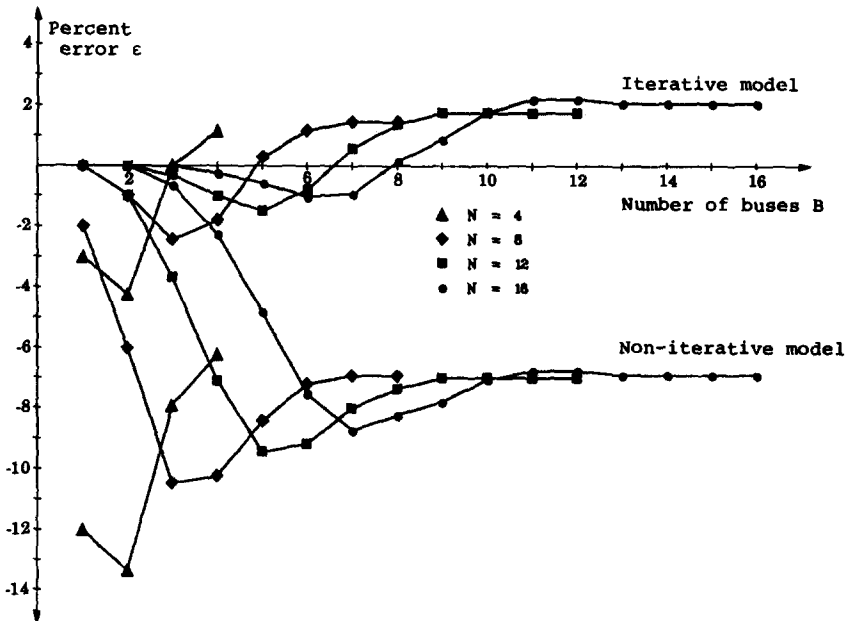 Percent
error ε
4
2
-2
-4
-6
-8
-10
-12
-14
2
4
6
8
10
12
14
16
Iterative model
Number of buses B
N = 4
N = 8
N = 12
N = 16
Non-iterative model